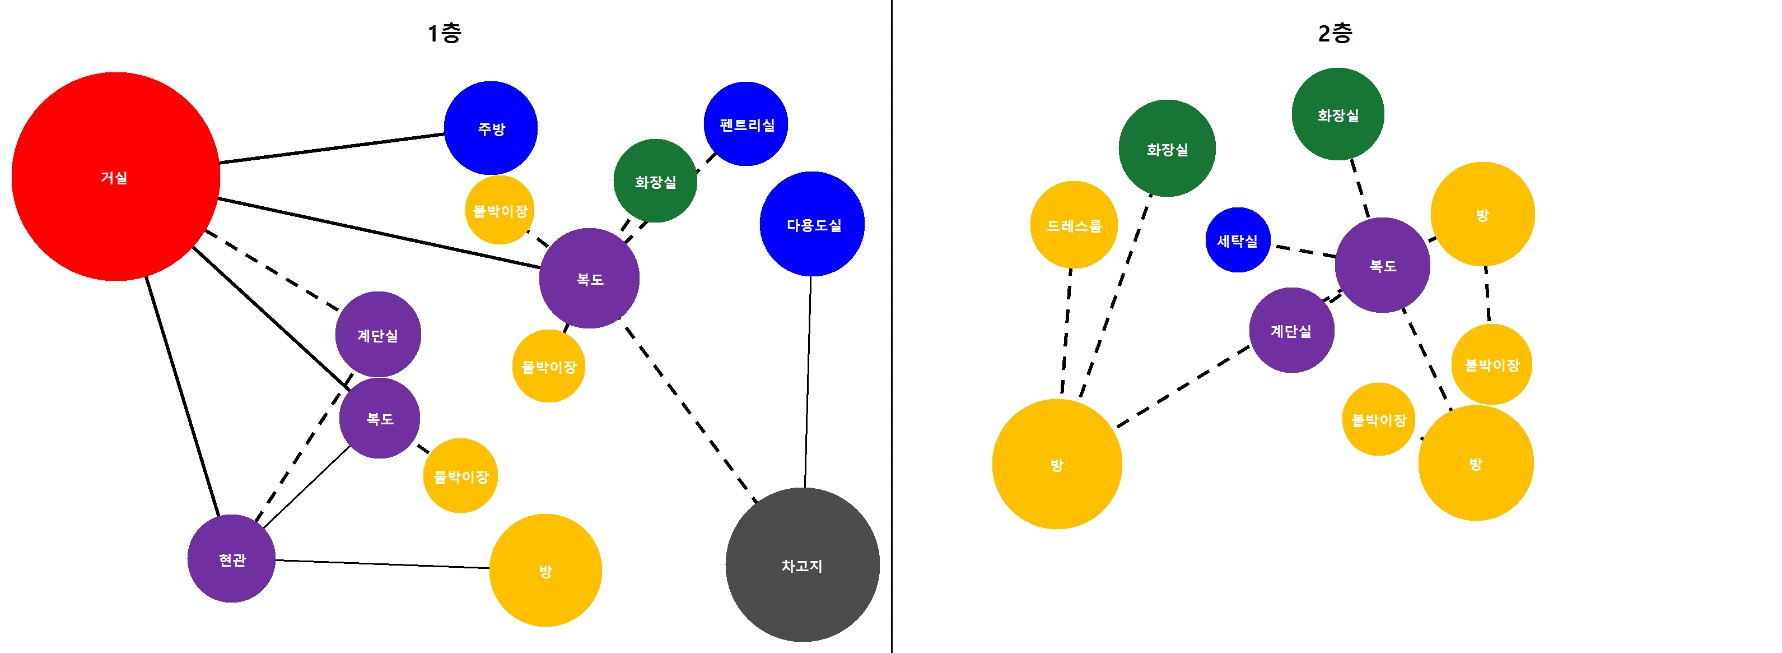 1층
거실
주방
펜트리실
화장실
붙박이장
다용도실
복도
계단실
붙박이장
복도
붙박이장
현관
방
차고지
2층
화장실
화장실
방
드레스룸
세탁실
복도
계단실
붙박이장
붙박이장
방
방